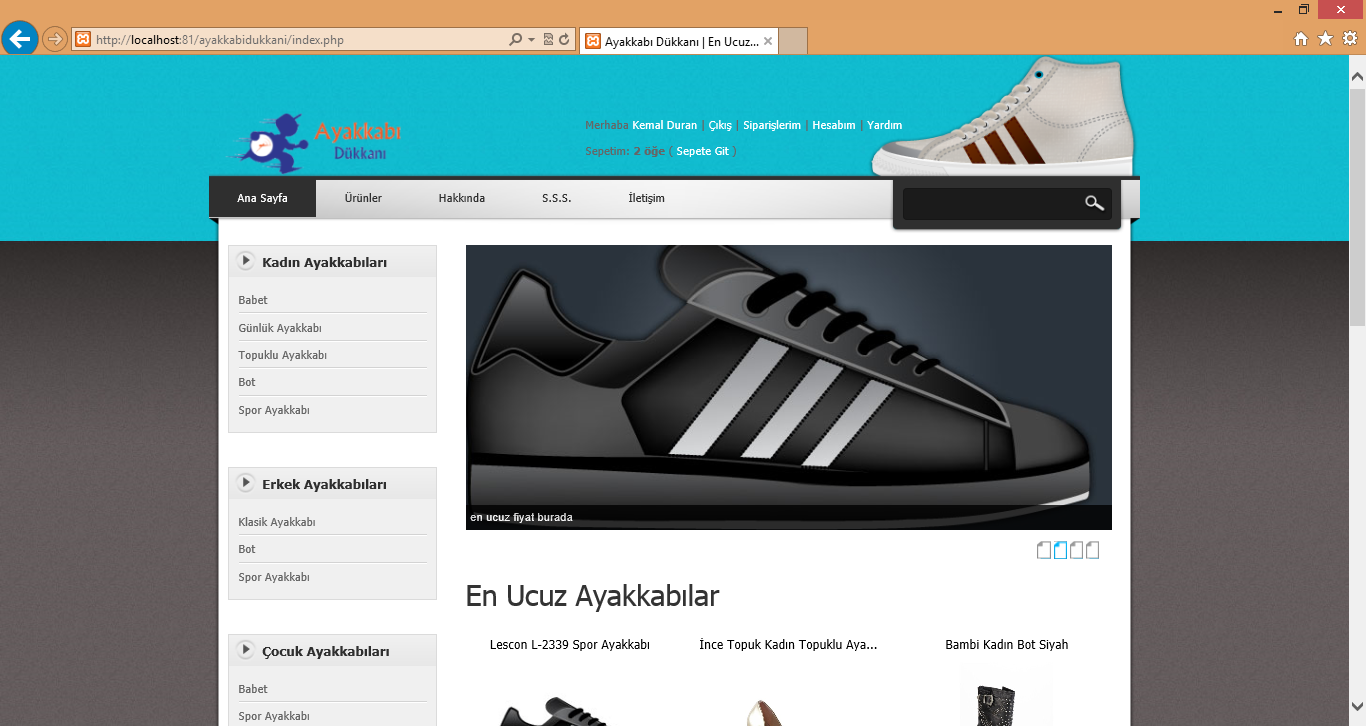 http://localhost:81/ayakkabidukkani/index.php
Ayakkabı Dükkanı | En Ucuz...
Ayakkabı
Dükkanı
Merhaba Kemal Duran | Çıkış | Siparişlerim | Hesabım | Yardım
Sepetim: 2 öğe ( Sepete Git )
Ana Sayfa
Ürünler
Hakkında
S.S.S.
İletişim
Kadın Ayakkabıları
Babet
Günlük Ayakkabı
Topuklu Ayakkabı
Bot
Spor Ayakkabı
Erkek Ayakkabıları
Klasik Ayakkabı
Bot
Spor Ayakkabı
Çocuk Ayakkabıları
Babet
Spor Ayakkabı
en ucuz fiyat burada
En Ucuz Ayakkabılar
Lescon L-2339 Spor Ayakkabı
İnce Topuk Kadın Topuklu Aya...
Bambi Kadın Bot Siyah